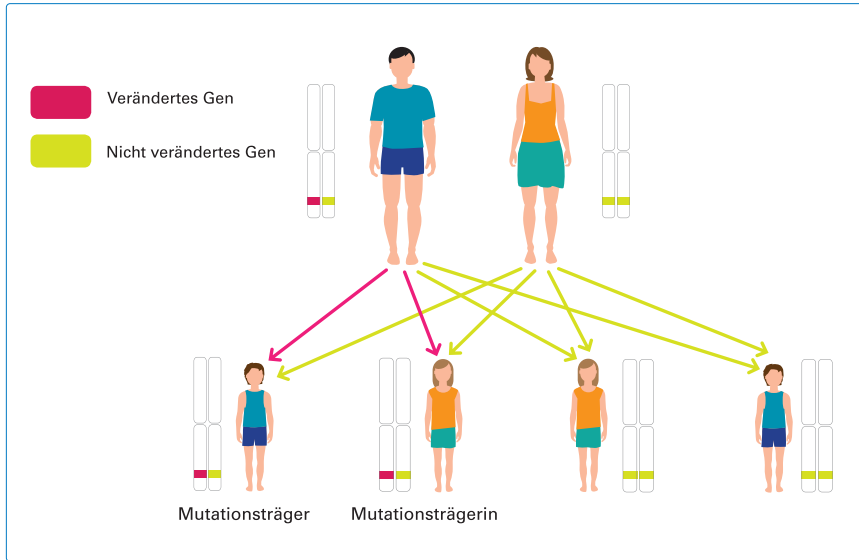 Verändertes Gen
Nicht verändertes Gen
Mutationsträger
Mutationsträgerin